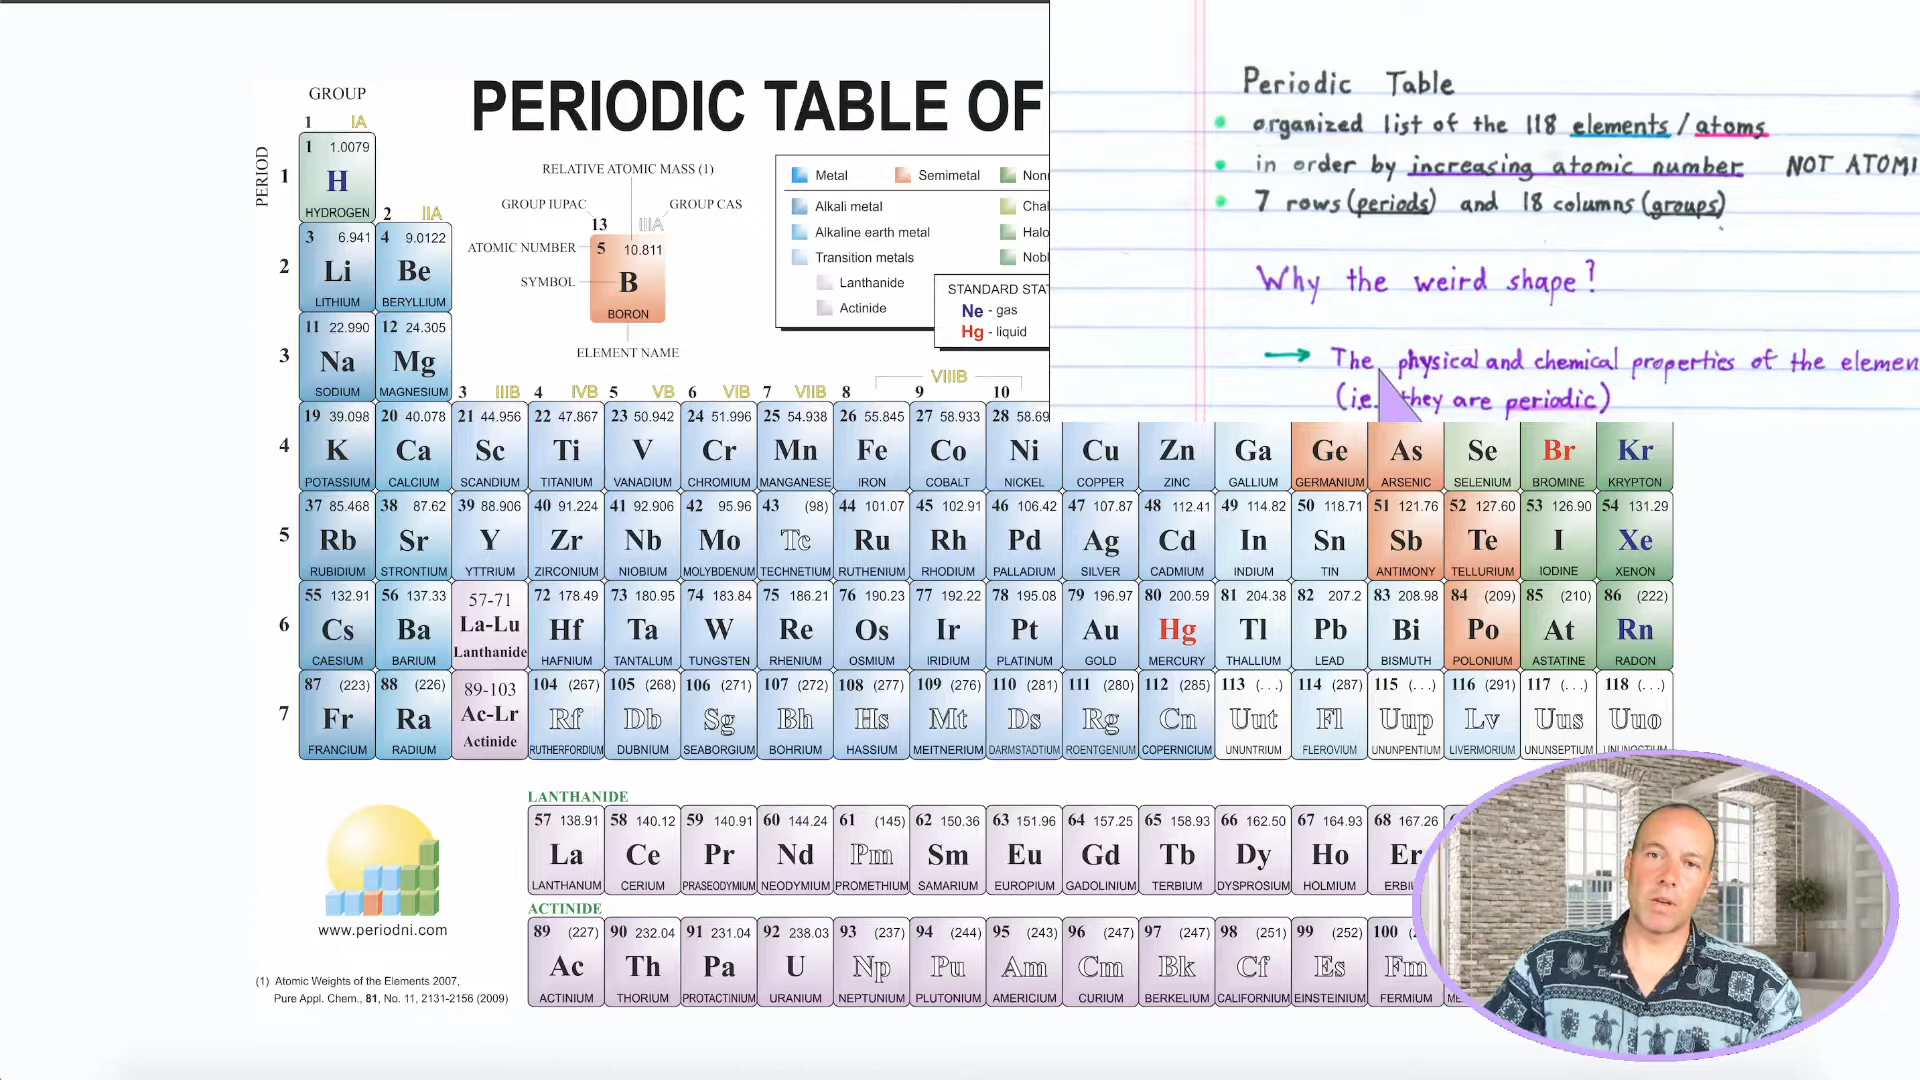 GROUP
PERIODIC TABLE OF
1 IA
PERIOD
1
1 1.0079
H
HYDROGEN
2 IIA
RELATIVE ATOMIC MASS (1)
GROUP IUPAC
GROUP CAS
13 IIIA
ATOMIC NUMBER
5 10.811
SYMBOL
B
BORON
ELEMENT NAME
Metal
Semimetal
Alkali metal
Alkaline earth metal
Transition metals
Lanthanide
Actinide
Ne - gas
Hg - liquid
Periodic Table
organized list of the 118 elements / atoms
in order by increasing atomic number NOT
7 rows (periods) and 18 columns (groups)
Why the weird shape?
→ The physical and chemical properties of the
(i.e. they are periodic)
2
3 6.941
Li
LITHIUM
4 9.0122
Be
BERYLLIUM
3
11 22.990
Na
SODIUM
12 24.305
Mg
MAGNESIUM
3 IIIB 4 IVB 5 VB 6 ViB 7 VIIB 8 9 10
VIIIB
4
19 39.098 20 40.078 21 44.956 22 47.867 23 50.942 24 51.996 25 54.938 26 55.845 27 58.933 28
K Ca Sc Ti V Cr Mn Fe Co Ni Cu Zn Ga Ge As Se Br Kr
POTASSIUM CALCIUM SCANDIUM TITANIUM VANADIUM CHROMIUM MANGANESE IRON COBALT NICKEL COPPER ZINC GALLIUM GERMANIUM ARSENIC SELENIUM BROMINE KRYPTON
5
37 85.468 38 87.62 39 88.906 40 91.224 41 92.906 42 95.96 43 (98) 44 101.07 45 102.91 46 106.42 47 107.87 48 112.41 49 114.82 50 118.71 51 121.76 52 127.60 53 126.90 54 131.29
Rb Sr Y Zr Nb Mo Tc Ru Rh Pd Ag Cd In Sn Sb Te I Xe
RUBIDIUM STRONTIUM YTTRIUM ZIRCONIUM NIOBIUM MOLYBDENUM TECHNETIUM RUTHENIUM RHODIUM PALLADIUM SILVER CADMIUM INDIUM TIN ANTIMONY TELLURIUM IODINE XENON
6
55 132.91 56 137.33 57-71 72 178.49 73 180.95 74 183.84 75 186.21 76 190.23 77 192.22 78 195.08 79 196.97 80 200.59 81 204.38 82 207.2 83 208.98 84 (209) 85 (210) 86 (222)
Cs Ba La-Lu Hf Ta W Re Os Ir Pt Au Hg Tl Pb Bi Po At Rn
CAESIUM BARIUM Lanthanide HAFNIUM TANTALUM TUNGSTEN RHENIUM OSMIUM IRIDIUM PLATINUM GOLD MERCURY THALLIUM LEAD BISMUTH POLONIUM ASTATINE RADON
7
87 (223) 88 (226) 89-103 104 (267) 105 (268) 106 (271) 107 (272) 108 (277) 109 (276) 110 (281) 111 (280) 112 (285) 113 (...) 114 (287) 115 (...) 116 (291) 117 (...) 118 (...)
Fr Ra Ac-Lr Rf Db Sg Bh Hs Mt Ds Rg Cn Uut Fl Uup Lv Uus Uuo
FRANCIUM RADIUM Actinide RUTHERFORDIUM DUBNIUM SEABORGIUM BOHRIUM HASSIUM MEITNERIUM DARMSTADTIUM ROENTGENIUM COPERNICIUM UNUNTRIUM FLEROVIUM UNUNPENTIUM LIVERMORIUM UNUNSEPTIUM UNUNOCTIUM
LANTHANIDE
57 138.91 58 140.12 59 140.91 60 144.24 61 (145) 62 150.36 63 151.96 64 157.25 65 158.93 66 162.50 67 164.93 68 167.26
La Ce Pr Nd Pm Sm Eu Gd Tb Dy Ho Er
LANTHANUM CERIUM PRASEODYMIUM NEODYMIUM PROMETHIUM SAMARIUM EUROPIUM GADOLINIUM TERBIUM DYSPROSIUM HOLMIUM
ACTINIDE
89 (227) 90 232.04 91 231.04 92 238.03 93 (237) 94 (244) 95 (243) 96 (247) 97 (247) 98 (251) 99 (252) 100
Ac Th Pa U Np Pu Am Cm Bk Cf Es Fm
ACTINIUM THORIUM PROTACTINIUM URANIUM NEPTUNIUM PLUTONIUM AMERICIUM CURIUM BERKELIUM CALIFORNIUM EINSTEINIUM FERMIUM
www.periodni.com
(1) Atomic Weights of the Elements 2007,
Pure Appl. Chem., 81, No. 11, 2131-2156 (2009)
STANDARD